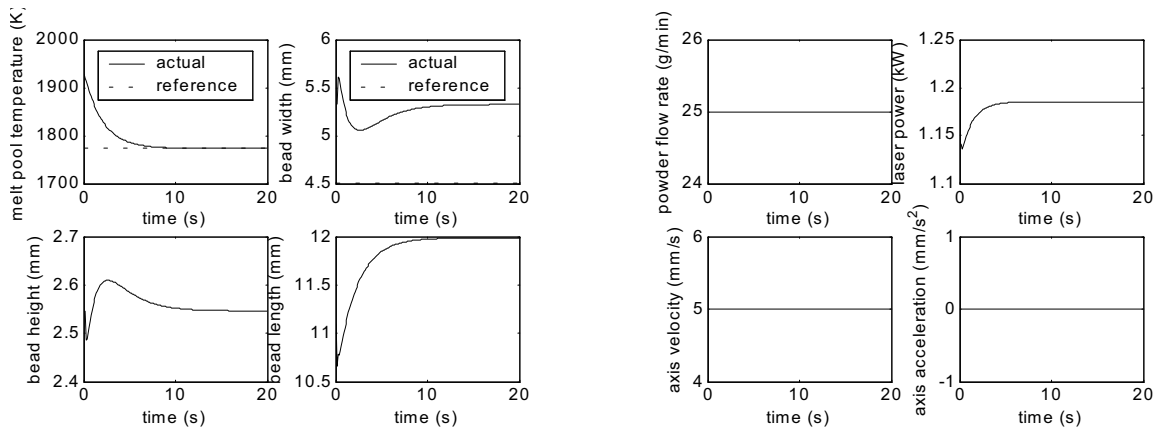 melt pool temperature (K)
2000
1900
1800
1700
0
10
20
time (s)
actual
reference
bead width (mm)
6
5.5
5
4.5
0
10
20
time (s)
actual
reference
bead height (mm)
2.7
2.6
2.5
2.4
0
10
20
time (s)
bead length (mm)
12
11.5
11
10.5
0
10
20
time (s)
powder flow rate (g/min)
26
25
24
0
10
20
time (s)
laser power (kW)
1.25
1.2
1.15
1.1
0
10
20
time (s)
axis velocity (mm/s)
6
5
4
0
10
20
time (s)
axis acceleration (mm/s²)
1
0
-1
0
10
20
time (s)